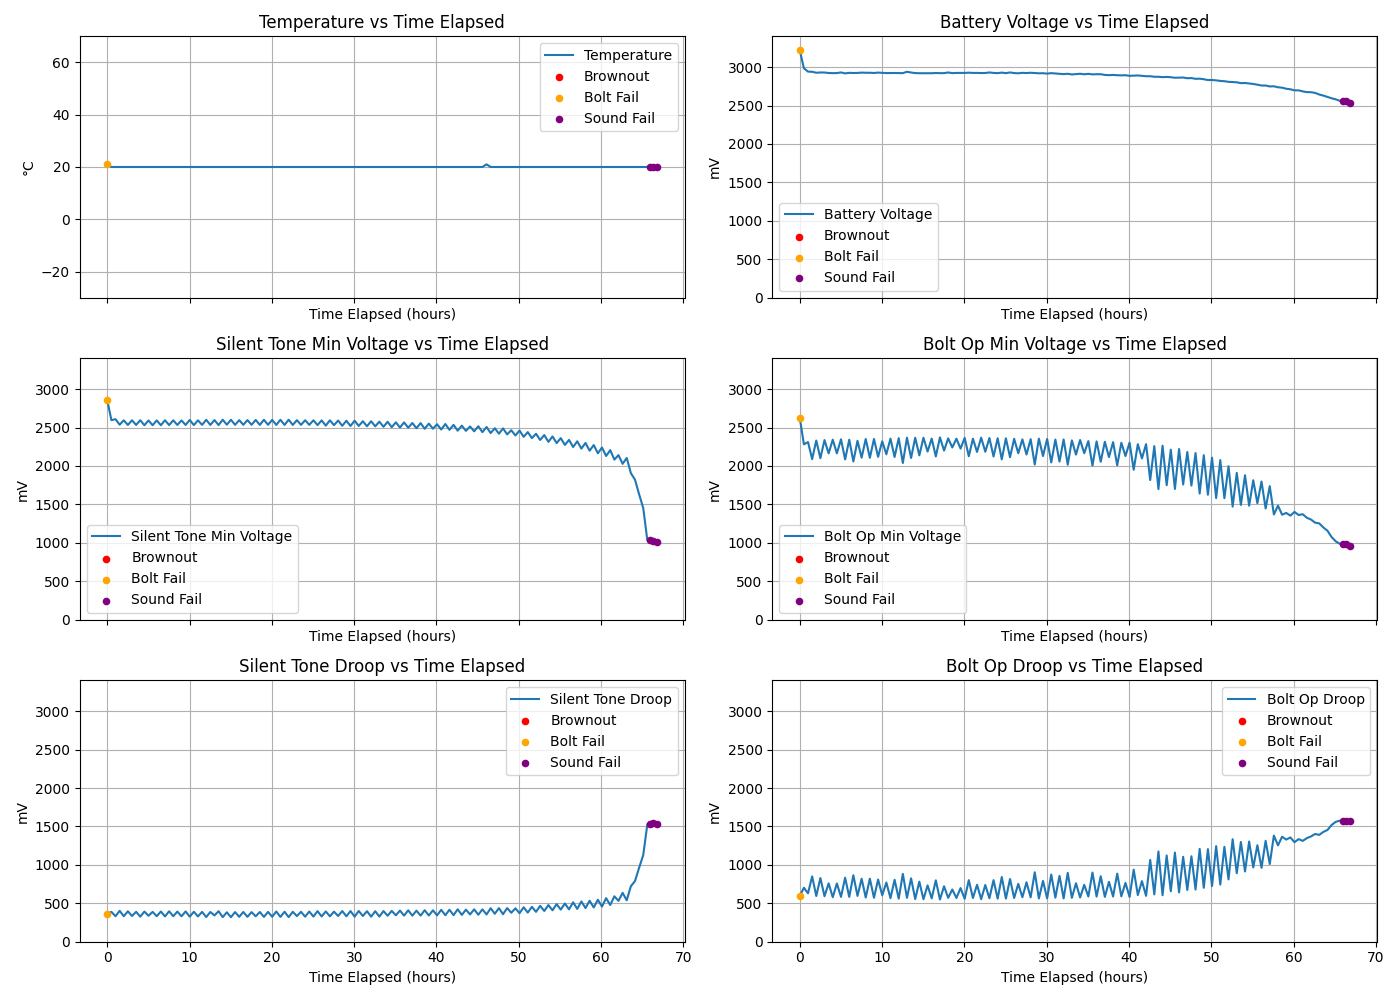 Temperature vs Time Elapsed
60
40
20
0
−20
°C
Temperature
Brownout
Bolt Fail
Sound Fail
Time Elapsed (hours)
Battery Voltage vs Time Elapsed
3000
2500
2000
1500
1000
500
0
mV
Battery Voltage
Brownout
Bolt Fail
Sound Fail
Time Elapsed (hours)
Silent Tone Min Voltage vs Time Elapsed
3000
2500
2000
1500
1000
500
0
mV
Silent Tone Min Voltage
Brownout
Bolt Fail
Sound Fail
Time Elapsed (hours)
Bolt Op Min Voltage vs Time Elapsed
3000
2500
2000
1500
1000
500
0
mV
Bolt Op Min Voltage
Brownout
Bolt Fail
Sound Fail
Time Elapsed (hours)
Silent Tone Droop vs Time Elapsed
3000
2500
2000
1500
1000
500
0
mV
Silent Tone Droop
Brownout
Bolt Fail
Sound Fail
0 10 20 30 40 50 60 70
Time Elapsed (hours)
Bolt Op Droop vs Time Elapsed
3000
2500
2000
1500
1000
500
0
mV
Bolt Op Droop
Brownout
Bolt Fail
Sound Fail
0 10 20 30 40 50 60 70
Time Elapsed (hours)